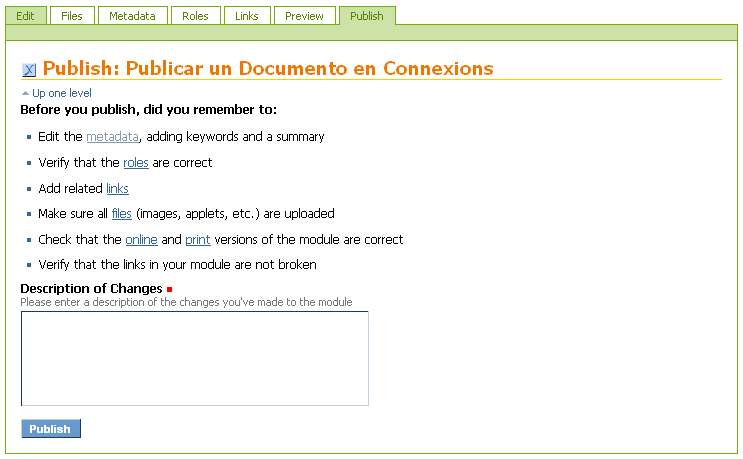 Edit Files Metadata Roles Links Preview Publish
Publish: Publicar un Documento en Connexions
Up one level
Before you publish, did you remember to:
Edit the metadata, adding keywords and a summary
Verify that the roles are correct
Add related links
Make sure all files (images, applets, etc.) are uploaded
Check that the online and print versions of the module are correct
Verify that the links in your module are not broken
Description of Changes
Please enter a description of the changes you've made to the module
Publish